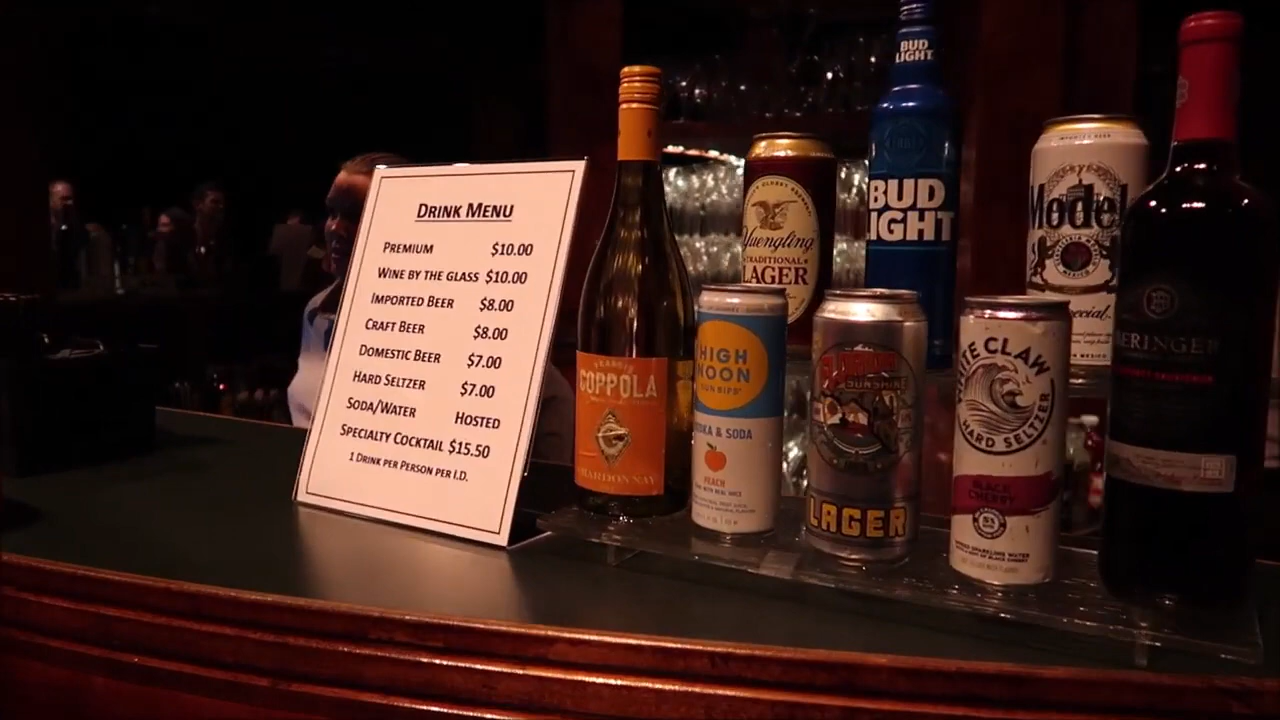 DRINK MENU
PREMIUM $10.00
WINE BY THE GLASS $10.00
IMPORTED BEER $8.00
CRAFT BEER $8.00
DOMESTIC BEER $7.00
HARD SELTZER $7.00
SODA/WATER HOSTED
SPECIALTY COCKTAIL $15.50
1 DRINK PER PERSON PER I.D.
FRANCIS
COPPOLA
CHARDONNAY
Yuengling
TRADITIONAL
LAGER
HIGH
NOON
SUN SIPS
VODKA & SODA
PEACH
BUD
LIGHT
BUD
LIGHT
SUNSHINE
LAGER
WHITE CLAW
HARD SELTZER
BLACK
CHERRY
Model
Especial
BERINGER